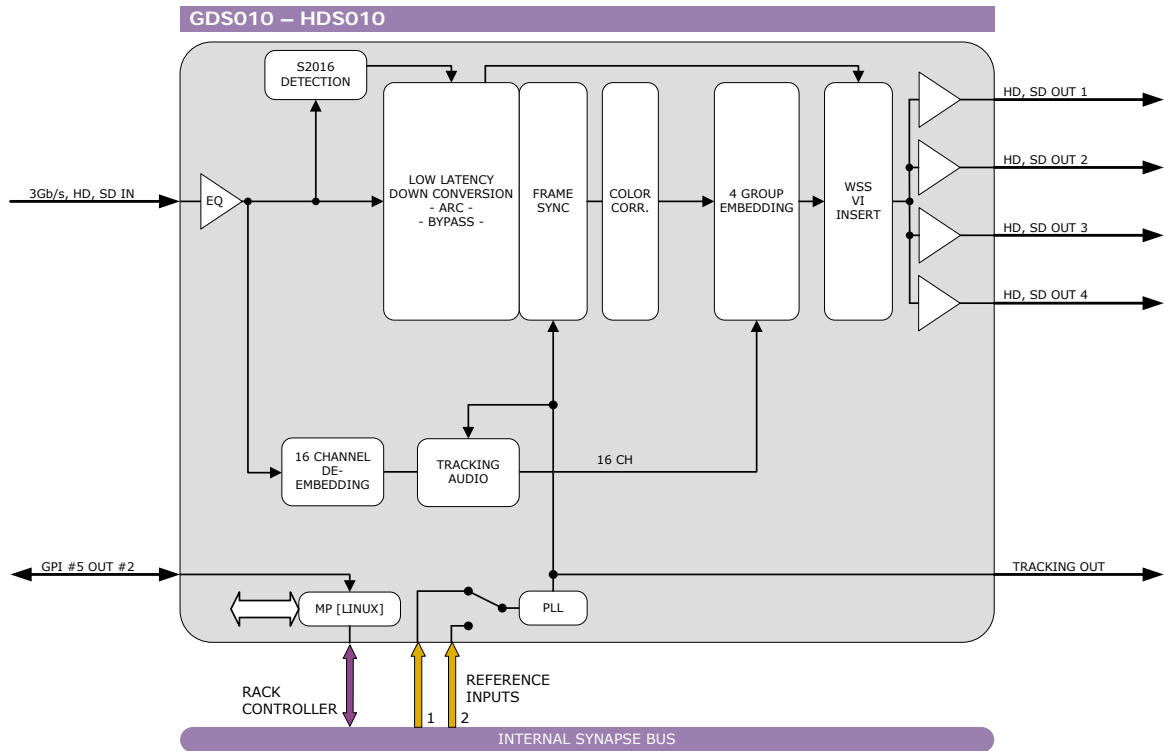 GDS010 – HDS010
S2016
DETECTION
HD, SD OUT 1
HD, SD OUT 2
3Gb/s, HD, SD IN
EQ
LOW LATENCY
DOWN CONVERSION
- ARC -
- BYPASS -
FRAME
SYNC
COLOR
CORR.
4 GROUP
EMBEDDING
WSS
VI
INSERT
HD, SD OUT 3
HD, SD OUT 4
16 CHANNEL
DE-
EMBEDDING
TRACKING
AUDIO
16 CH
GPI #5 OUT #2
TRACKING OUT
MP [LINUX]
PLL
RACK
CONTROLLER
REFERENCE
INPUTS
1
2
INTERNAL SYNAPSE BUS